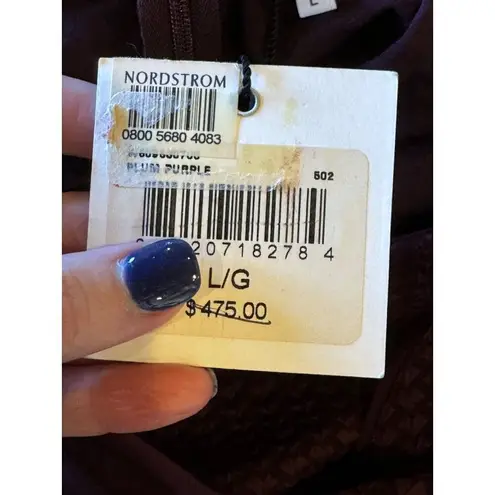 L
NORDSTROM
0800 5680 4083
PLUM PURPLE 502
20718278 4
L/G
$475.00